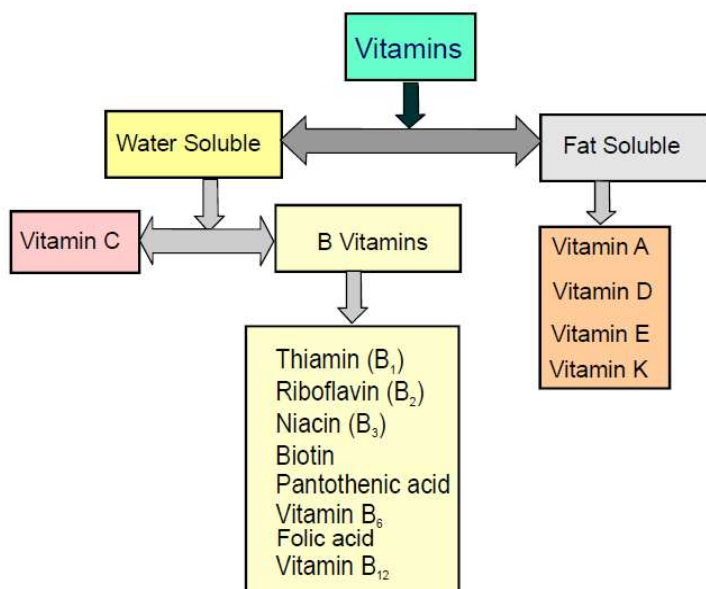 Vitamins
Water Soluble
Fat Soluble
Vitamin C
B Vitamins
Vitamin A
Vitamin D
Vitamin E
Vitamin K
Thiamin (B₁)
Riboflavin (B₂)
Niacin (B₃)
Biotin
Pantothenic acid
Vitamin B₆
Folic acid
Vitamin B₁₂